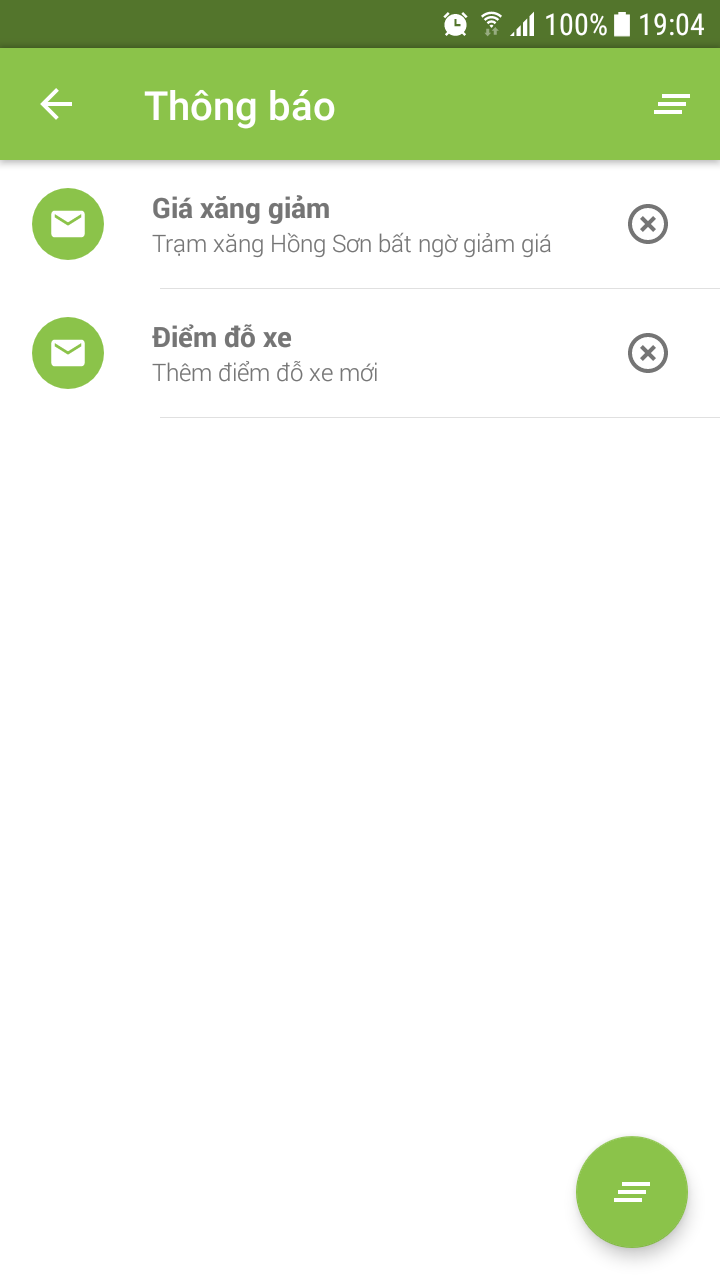 100% 19:04
Thông báo
Giá xăng giảm
Trạm xăng Hồng Sơn bất ngờ giảm giá
Điểm đỗ xe
Thêm điểm đỗ xe mới